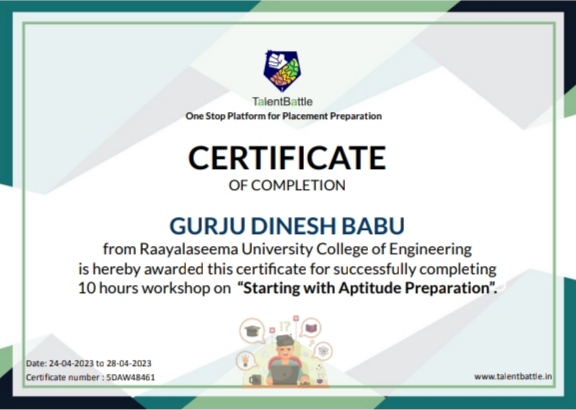 TalentBattle
One Stop Platform for Placement Preparation
CERTIFICATE
OF COMPLETION
GURJU DINESH BABU
from Raayalaseema University College of Engineering
is hereby awarded this certificate for successfully completing
10 hours workshop on “Starting with Aptitude Preparation”.
Date: 24-04-2023 to 28-04-2023
Certificate number : 5DAW48461
www.talentbattle.in